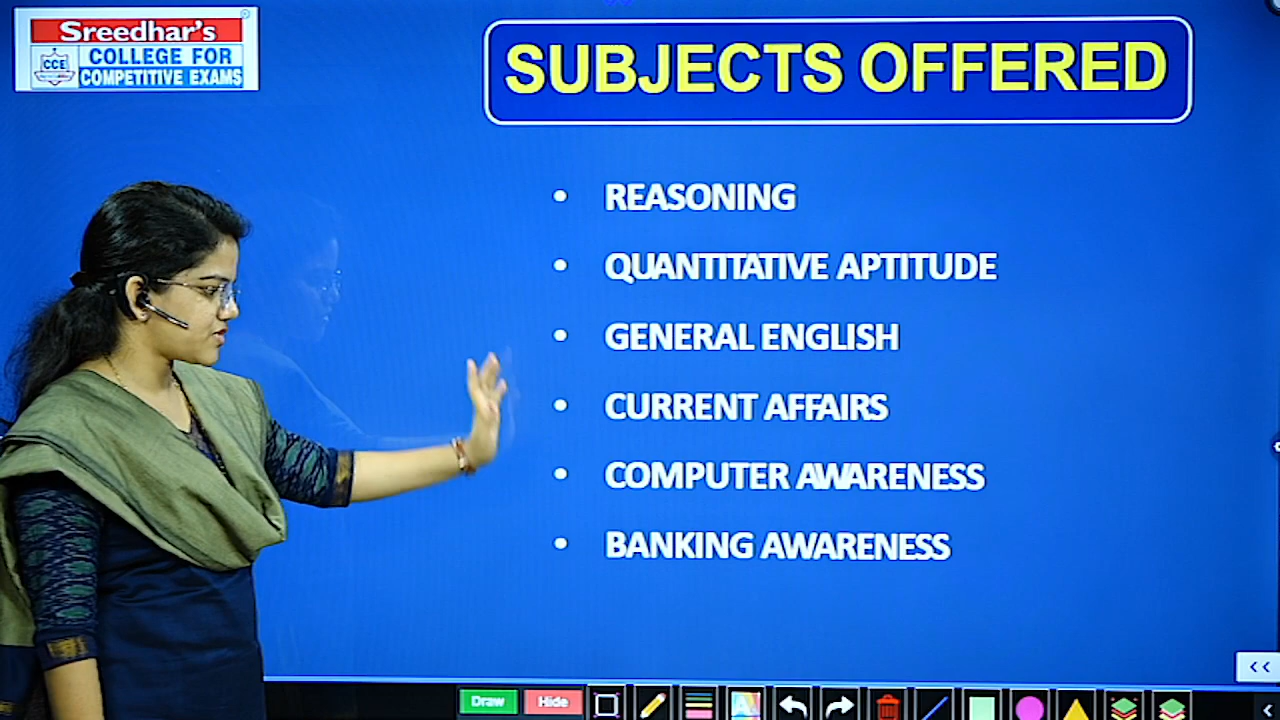 Sreedhar's
CCE
COLLEGE FOR
COMPETITIVE EXAMS
SUBJECTS OFFERED
• REASONING
• QUANTITATIVE APTITUDE
• GENERAL ENGLISH
• CURRENT AFFAIRS
• COMPUTER AWARENESS
• BANKING AWARENESS
<<
Draw
Hide
<